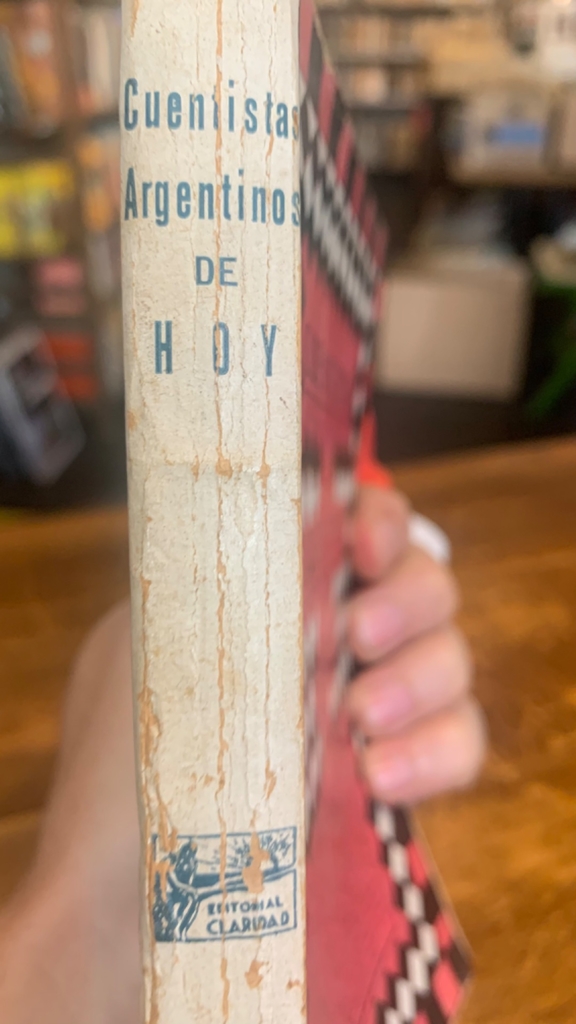 Cuentistas
Argentinos
DE
HOY
EDITORIAL
CLARIDAD